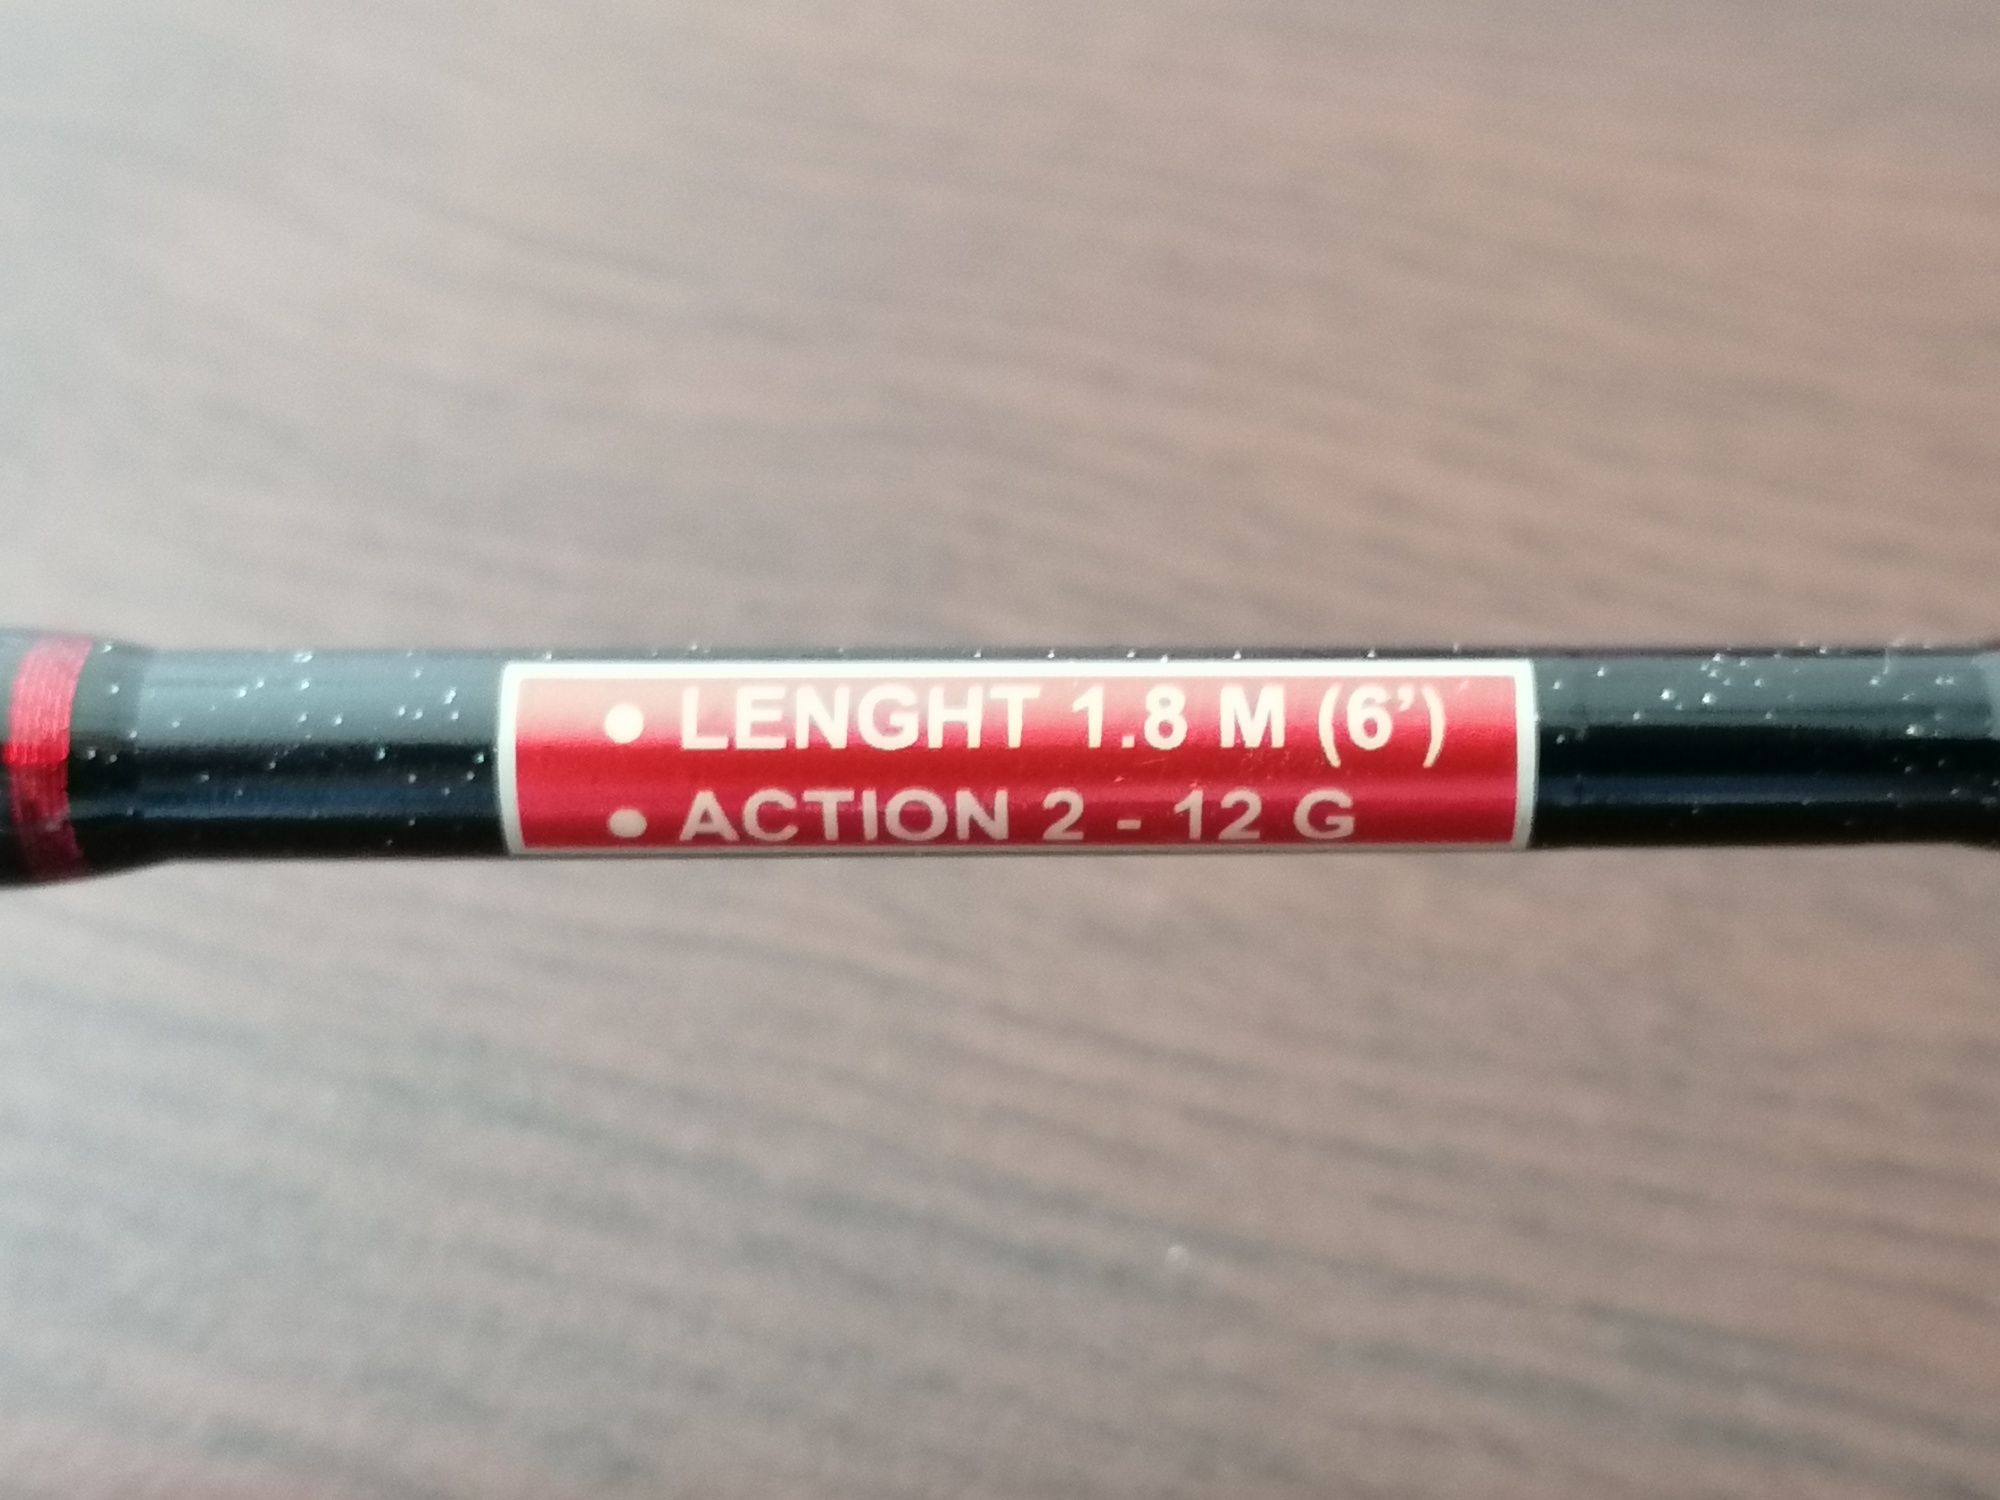 • LENGHT 1.8 M (6’)
• ACTION 2 - 12 G